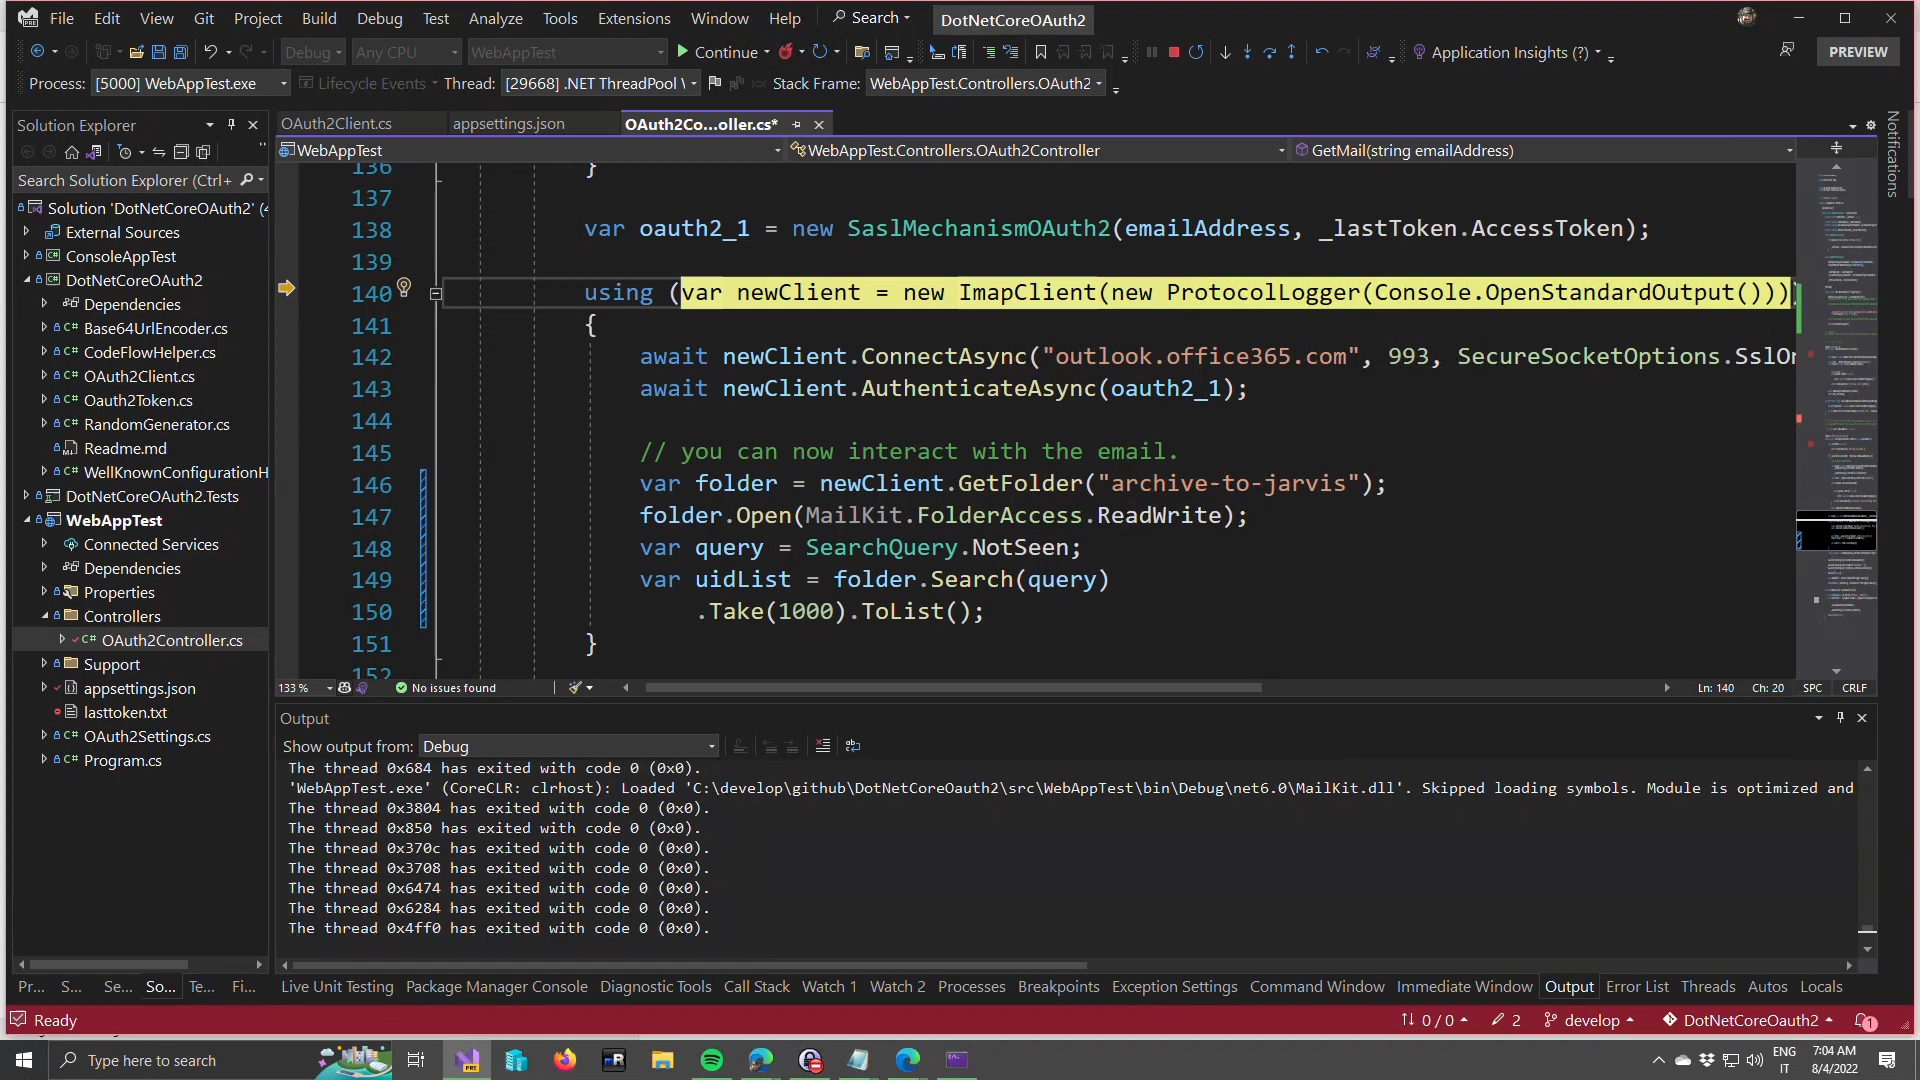 File Edit View Git Project Build Debug Test Analyze Tools Extensions Window Help Search DotNetCoreOAuth2
Debug Any CPU WebAppTest Continue Application Insights (?) PREVIEW
Process: [5000] WebAppTest.exe Lifecycle Events Thread: [29668] .NET ThreadPool Stack Frame: WebAppTest.Controllers.OAuth2
Solution Explorer
OAuth2Client.cs appsettings.json OAuth2Co...oller.cs*
WebAppTest WebAppTest.Controllers.OAuth2Controller GetMail(string emailAddress)
Notifications
Search Solution Explorer (Ctrl+
Solution 'DotNetCoreOAuth2' (4
External Sources
ConsoleAppTest
DotNetCoreOAuth2
Dependencies
Base64UrlEncoder.cs
CodeFlowHelper.cs
OAuth2Client.cs
Oauth2Token.cs
RandomGenerator.cs
Readme.md
WellKnownConfigurationH
DotNetCoreOAuth2.Tests
WebAppTest
Connected Services
Dependencies
Properties
Controllers
OAuth2Controller.cs
Support
appsettings.json
lasttoken.txt
OAuth2Settings.cs
Program.cs
136 }
137
138 var oauth2_1 = new SaslMechanismOAuth2(emailAddress, _lastToken.AccessToken);
139
140 using (var newClient = new ImapClient(new ProtocolLogger(Console.OpenStandardOutput()))
141 {
142 await newClient.ConnectAsync("outlook.office365.com", 993, SecureSocketOptions.SslOn
143 await newClient.AuthenticateAsync(oauth2_1);
144
145 // you can now interact with the email.
146 var folder = newClient.GetFolder("archive-to-jarvis");
147 folder.Open(MailKit.FolderAccess.ReadWrite);
148 var query = SearchQuery.NotSeen;
149 var uidList = folder.Search(query)
150 .Take(1000).ToList();
151 }
152
133 % No issues found Ln: 140 Ch: 20 SPC CRLF
Output
Show output from: Debug
The thread 0x684 has exited with code 0 (0x0).
'WebAppTest.exe' (CoreCLR: clrhost): Loaded 'C:\develop\github\DotNetCoreOauth2\src\WebAppTest\bin\Debug\net6.0\MailKit.dll'. Skipped loading symbols. Module is optimized and
The thread 0x3804 has exited with code 0 (0x0).
The thread 0x850 has exited with code 0 (0x0).
The thread 0x370c has exited with code 0 (0x0).
The thread 0x3708 has exited with code 0 (0x0).
The thread 0x6474 has exited with code 0 (0x0).
The thread 0x6284 has exited with code 0 (0x0).
The thread 0x4ff0 has exited with code 0 (0x0).
Pr... S... Se... So... Te... Fi... Live Unit Testing Package Manager Console Diagnostic Tools Call Stack Watch 1 Watch 2 Processes Breakpoints Exception Settings Command Window Immediate Window Output Error List Threads Autos Locals
Ready 0 / 0 2 develop DotNetCoreOauth2 1
Type here to search ENG 7:04 AM
IT 8/4/2022